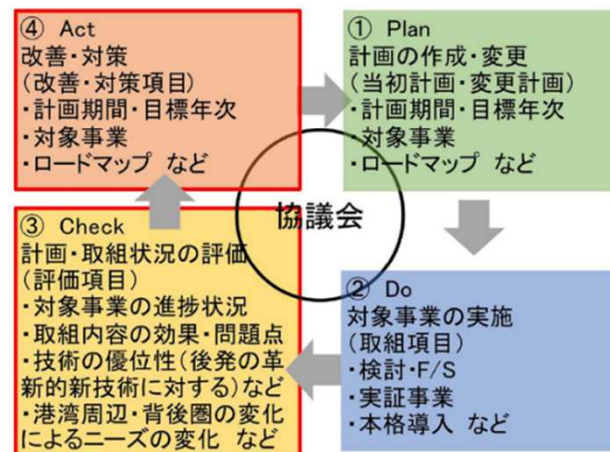 ④ Act
改善・対策
(改善・対策項目)
・計画期間・目標年次
・対象事業
・ロードマップ など
① Plan
計画の作成・変更
(当初計画・変更計画)
・計画期間・目標年次
・対象事業
・ロードマップ など
協議会
③ Check
計画・取組状況の評価
(評価項目)
・対象事業の進捗状況
・取組内容の効果・問題点
・技術の優位性(後発の革
新的新技術に対する)など
・港湾周辺・背後圏の変化
によるニーズの変化 など
② Do
対象事業の実施
(取組項目)
・検討・F/S
・実証事業
・本格導入 など